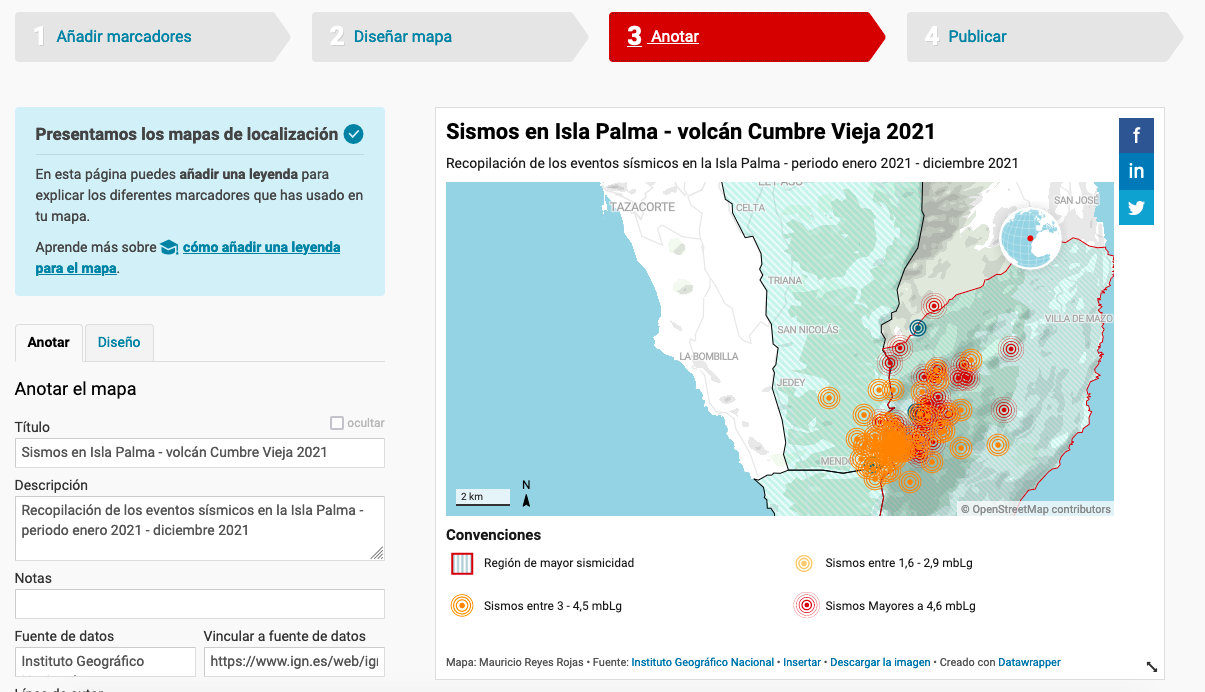 1 Añadir marcadores
2 Diseñar mapa
3 Anotar
4 Publicar
Presentamos los mapas de localización
En esta página puedes añadir una leyenda para
explicar los diferentes marcadores que has usado en
tu mapa.
Aprende más sobre cómo añadir una leyenda
para el mapa.
Anotar
Diseño
Anotar el mapa
Título
ocultar
Sismos en Isla Palma - volcán Cumbre Vieja 2021
Descripción
Recopilación de los eventos sísmicos en la Isla Palma -
periodo enero 2021 - diciembre 2021
Notas
Fuente de datos
Vincular a fuente de datos
Instituto Geográfico
https://www.ign.es/web/ign
Línea de autor
Sismos en Isla Palma - volcán Cumbre Vieja 2021
Recopilación de los eventos sísmicos en la Isla Palma - periodo enero 2021 - diciembre 2021
f
in
EL PASO
TAZACORTE
CELTA
SAN JOSÉ
TRIANA
VILLA DE MAZO
SAN NICOLÁS
LA BOMBILLA
JEDEY
MENDO
2 km
N
© OpenStreetMap contributors
Convenciones
Región de mayor sismicidad
Sismos entre 1,6 - 2,9 mbLg
Sismos entre 3 - 4,5 mbLg
Sismos Mayores a 4,6 mbLg
Mapa: Mauricio Reyes Rojas • Fuente: Instituto Geográfico Nacional • Insertar • Descargar la imagen • Creado con Datawrapper